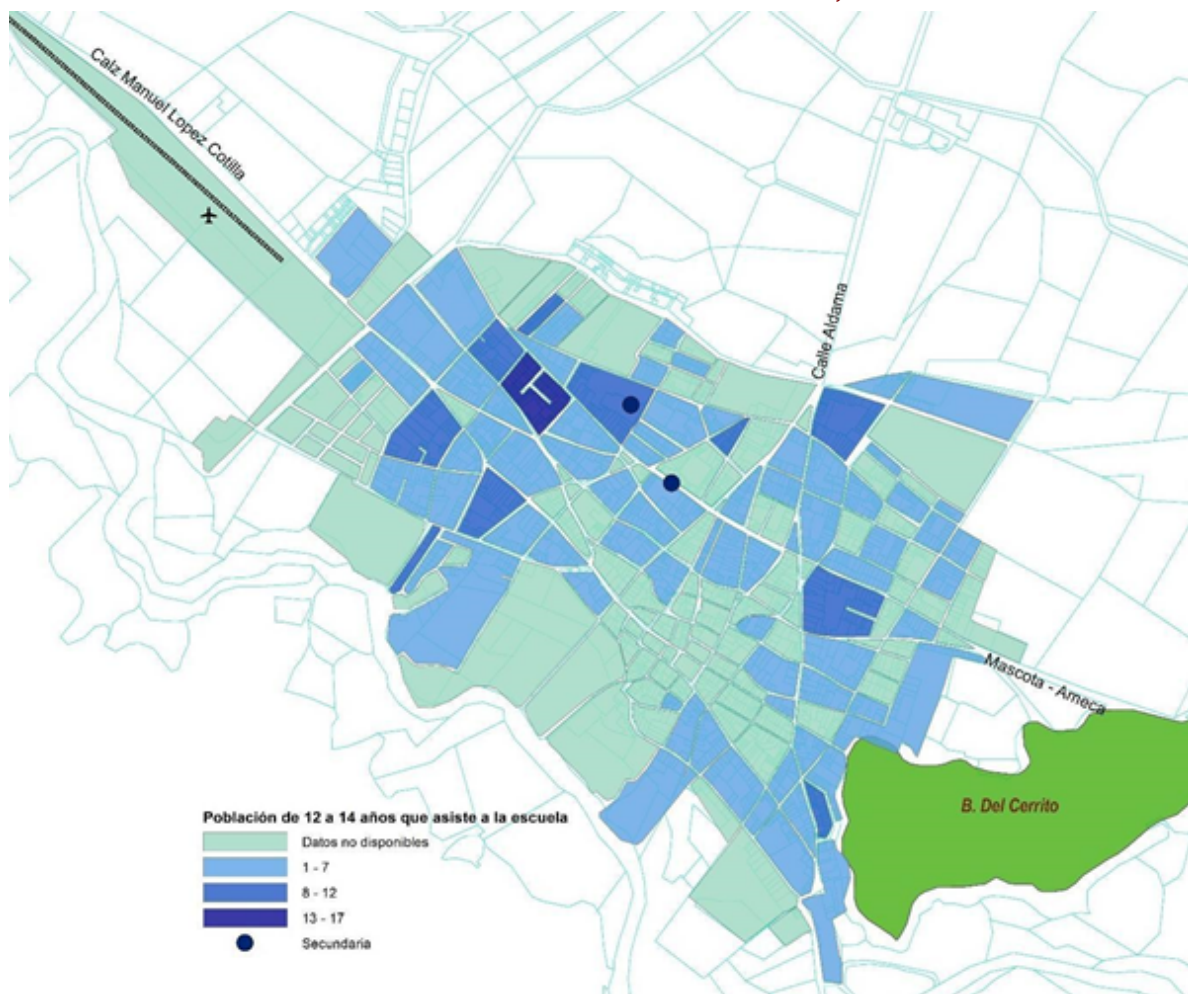 Calz Manuel Lopez Cotilla
Calle Aldama
Mascota - Ameca
B. Del Cerrito
Población de 12 a 14 años que asiste a la escuela
Datos no disponibles
1 - 7
8 - 12
13 - 17
Secundaria